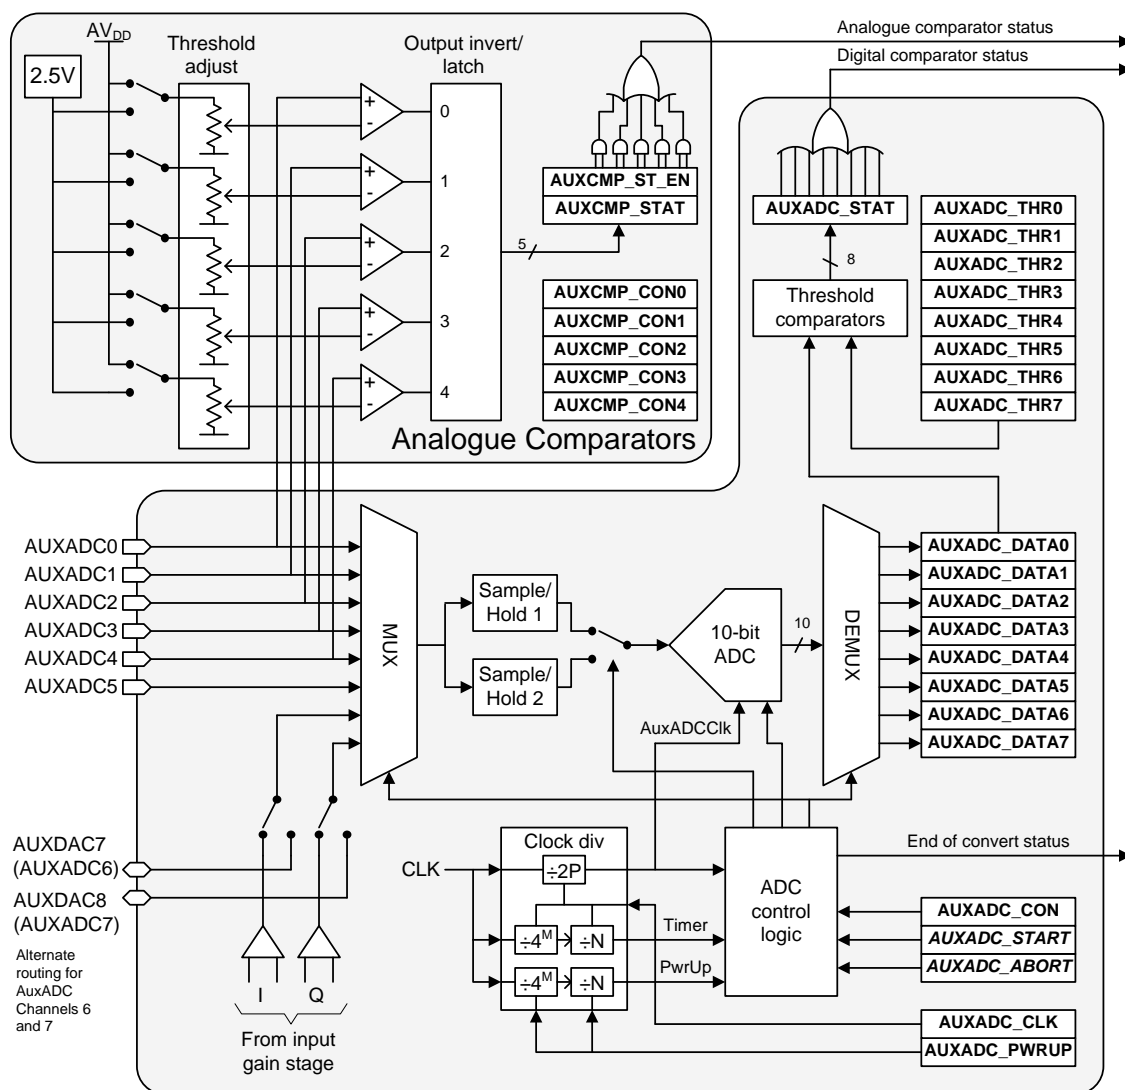 AVDD
2.5V
Threshold
adjust
Output invert/
latch
0
1
2
3
4
+
-
+
-
+
-
+
-
+
-
5
AUXCMP_ST_EN
AUXCMP_STAT
AUXCMP_CON0
AUXCMP_CON1
AUXCMP_CON2
AUXCMP_CON3
AUXCMP_CON4
Analogue Comparators
Analogue comparator status
Digital comparator status
AUXADC_STAT
8
Threshold
comparators
AUXADC_THR0
AUXADC_THR1
AUXADC_THR2
AUXADC_THR3
AUXADC_THR4
AUXADC_THR5
AUXADC_THR6
AUXADC_THR7
AUXADC0
AUXADC1
AUXADC2
AUXADC3
AUXADC4
AUXADC5
MUX
Sample/
Hold 1
Sample/
Hold 2
10-bit
ADC
10
DEMUX
AuxADCClk
AUXADC_DATA0
AUXADC_DATA1
AUXADC_DATA2
AUXADC_DATA3
AUXADC_DATA4
AUXADC_DATA5
AUXADC_DATA6
AUXADC_DATA7
AUXDAC7
(AUXADC6)
AUXDAC8
(AUXADC7)
Alternate
routing for
AuxADC
Channels 6
and 7
I
Q
From input
gain stage
CLK
Clock div
÷2P
÷4M
÷N
÷4M
÷N
Timer
PwrUp
ADC
control
logic
End of convert status
AUXADC_CON
AUXADC_START
AUXADC_ABORT
AUXADC_CLK
AUXADC_PWRUP